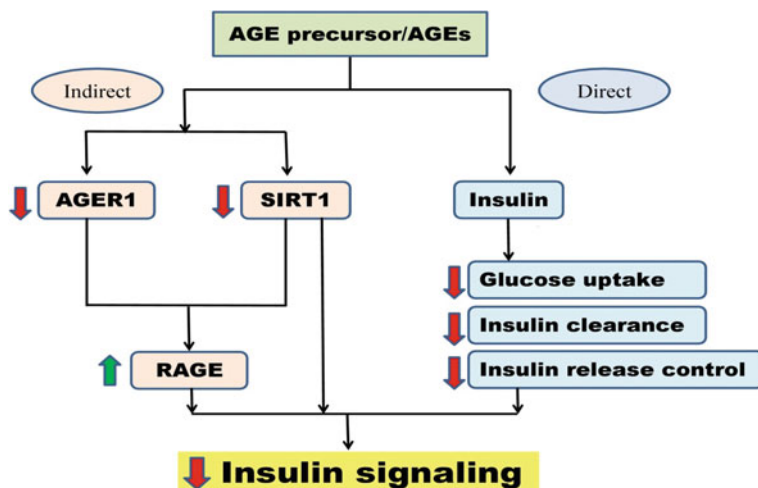 AGE precursor/AGEs
Indirect
Direct
AGER1
SIRT1
Insulin
Glucose uptake
Insulin clearance
RAGE
Insulin release control
Insulin signaling